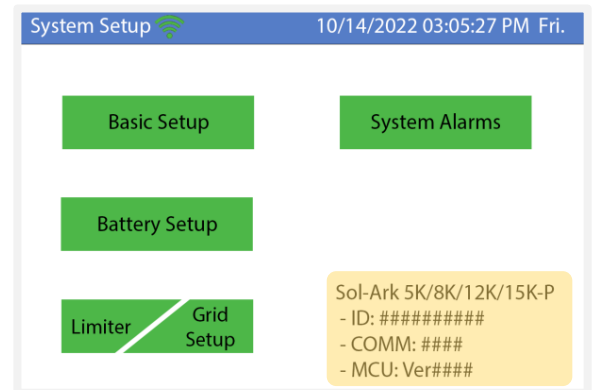 System Setup 10/14/2022 03:05:27 PM Fri.
Basic Setup
System Alarms
Battery Setup
Limiter
Grid
Setup
Sol-Ark 5K/8K/12K/15K-P
- ID: ##########
- COMM: ####
- MCU: Ver####